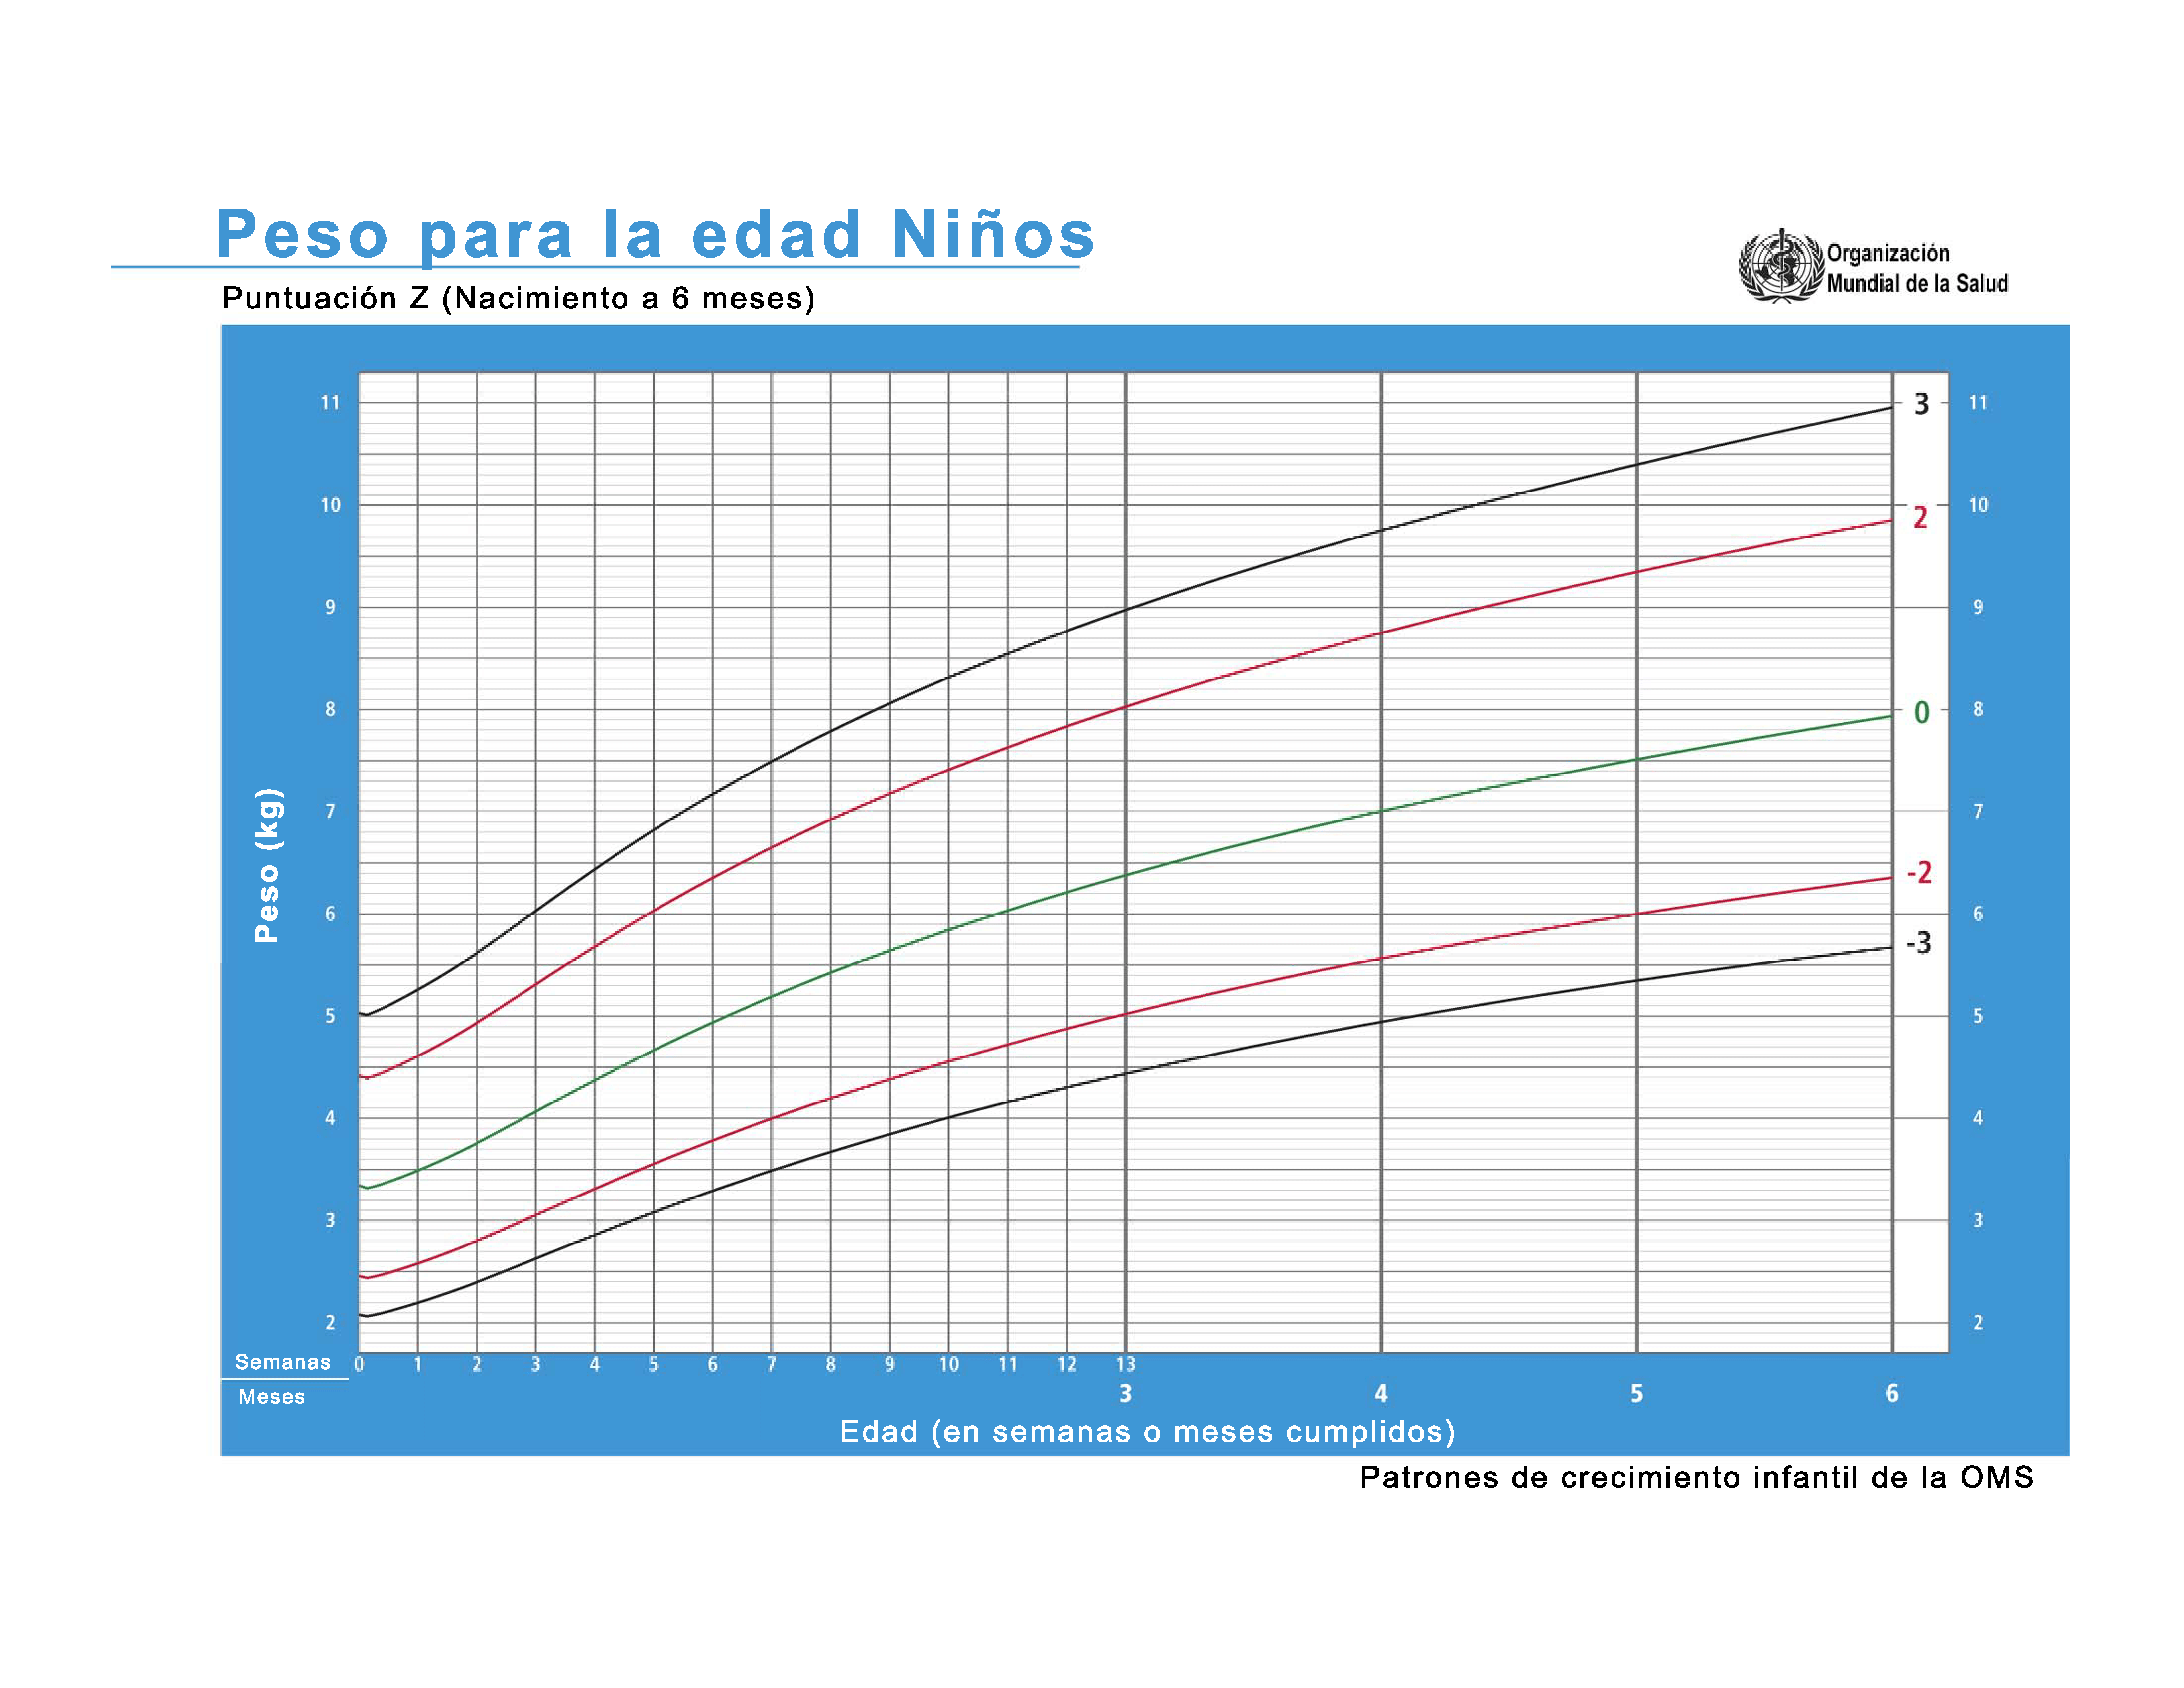 Peso para la edad Niños
Organización
Mundial de la Salud
Puntuación Z (Nacimiento a 6 meses)
11 3 11
10 2 10
9 9
8 0 8
7 7
-2
6 6
-3
5 5
4 4
3 3
2 2
Peso (kg)
Semanas 0 1 2 3 4 5 6 7 8 9 10 11 12 13
Meses 3 4 5 6
Edad (en semanas o meses cumplidos)
Patrones de crecimiento infantil de la OMS